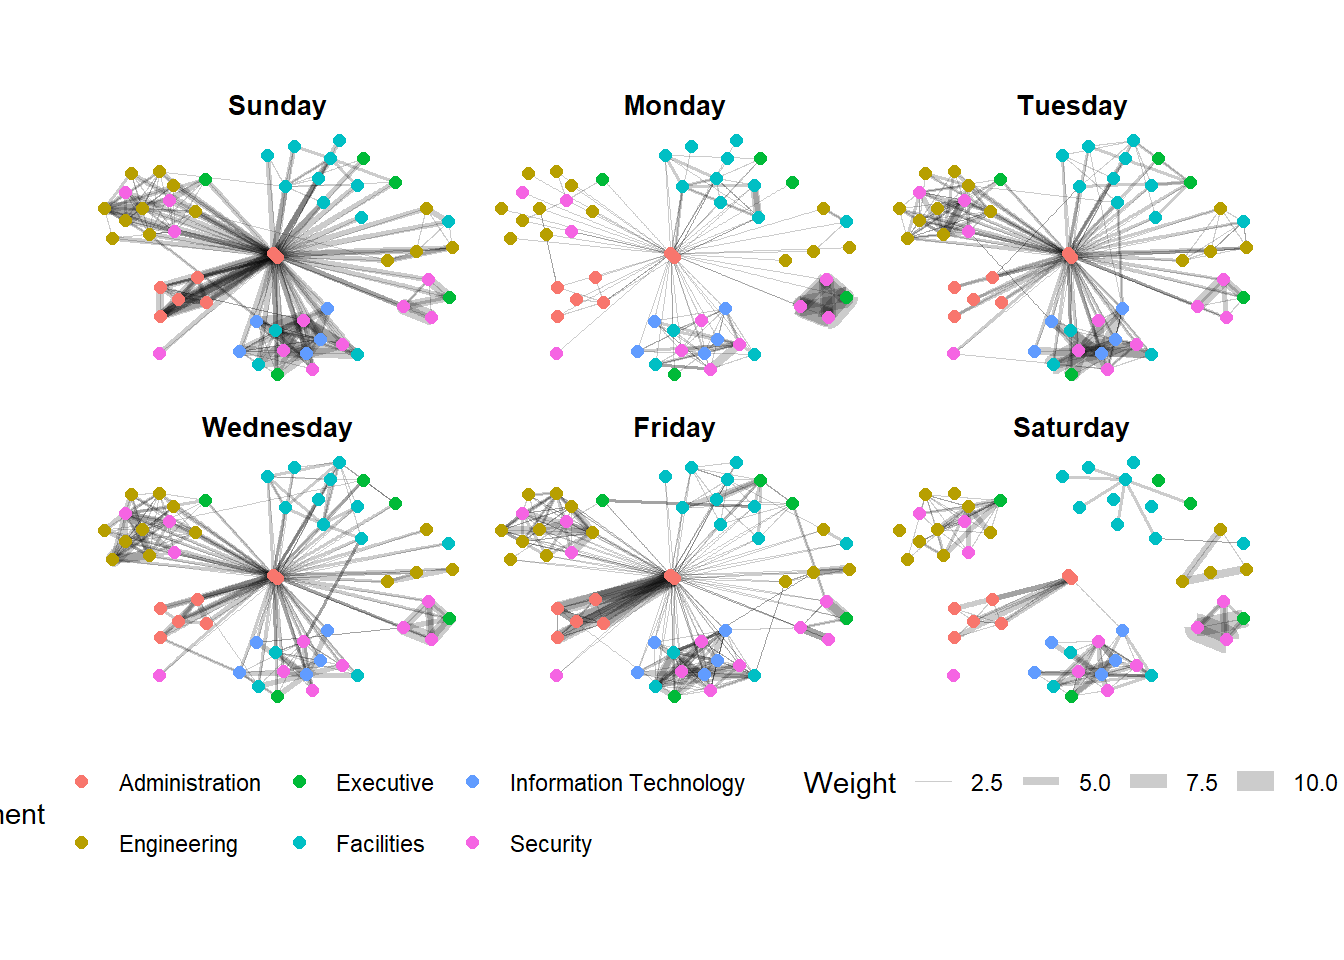 Sunday Monday Tuesday
Wednesday Friday Saturday
Administration Executive Information Technology Weight 2.5 5.0 7.5 10.0
Engineering Facilities Security